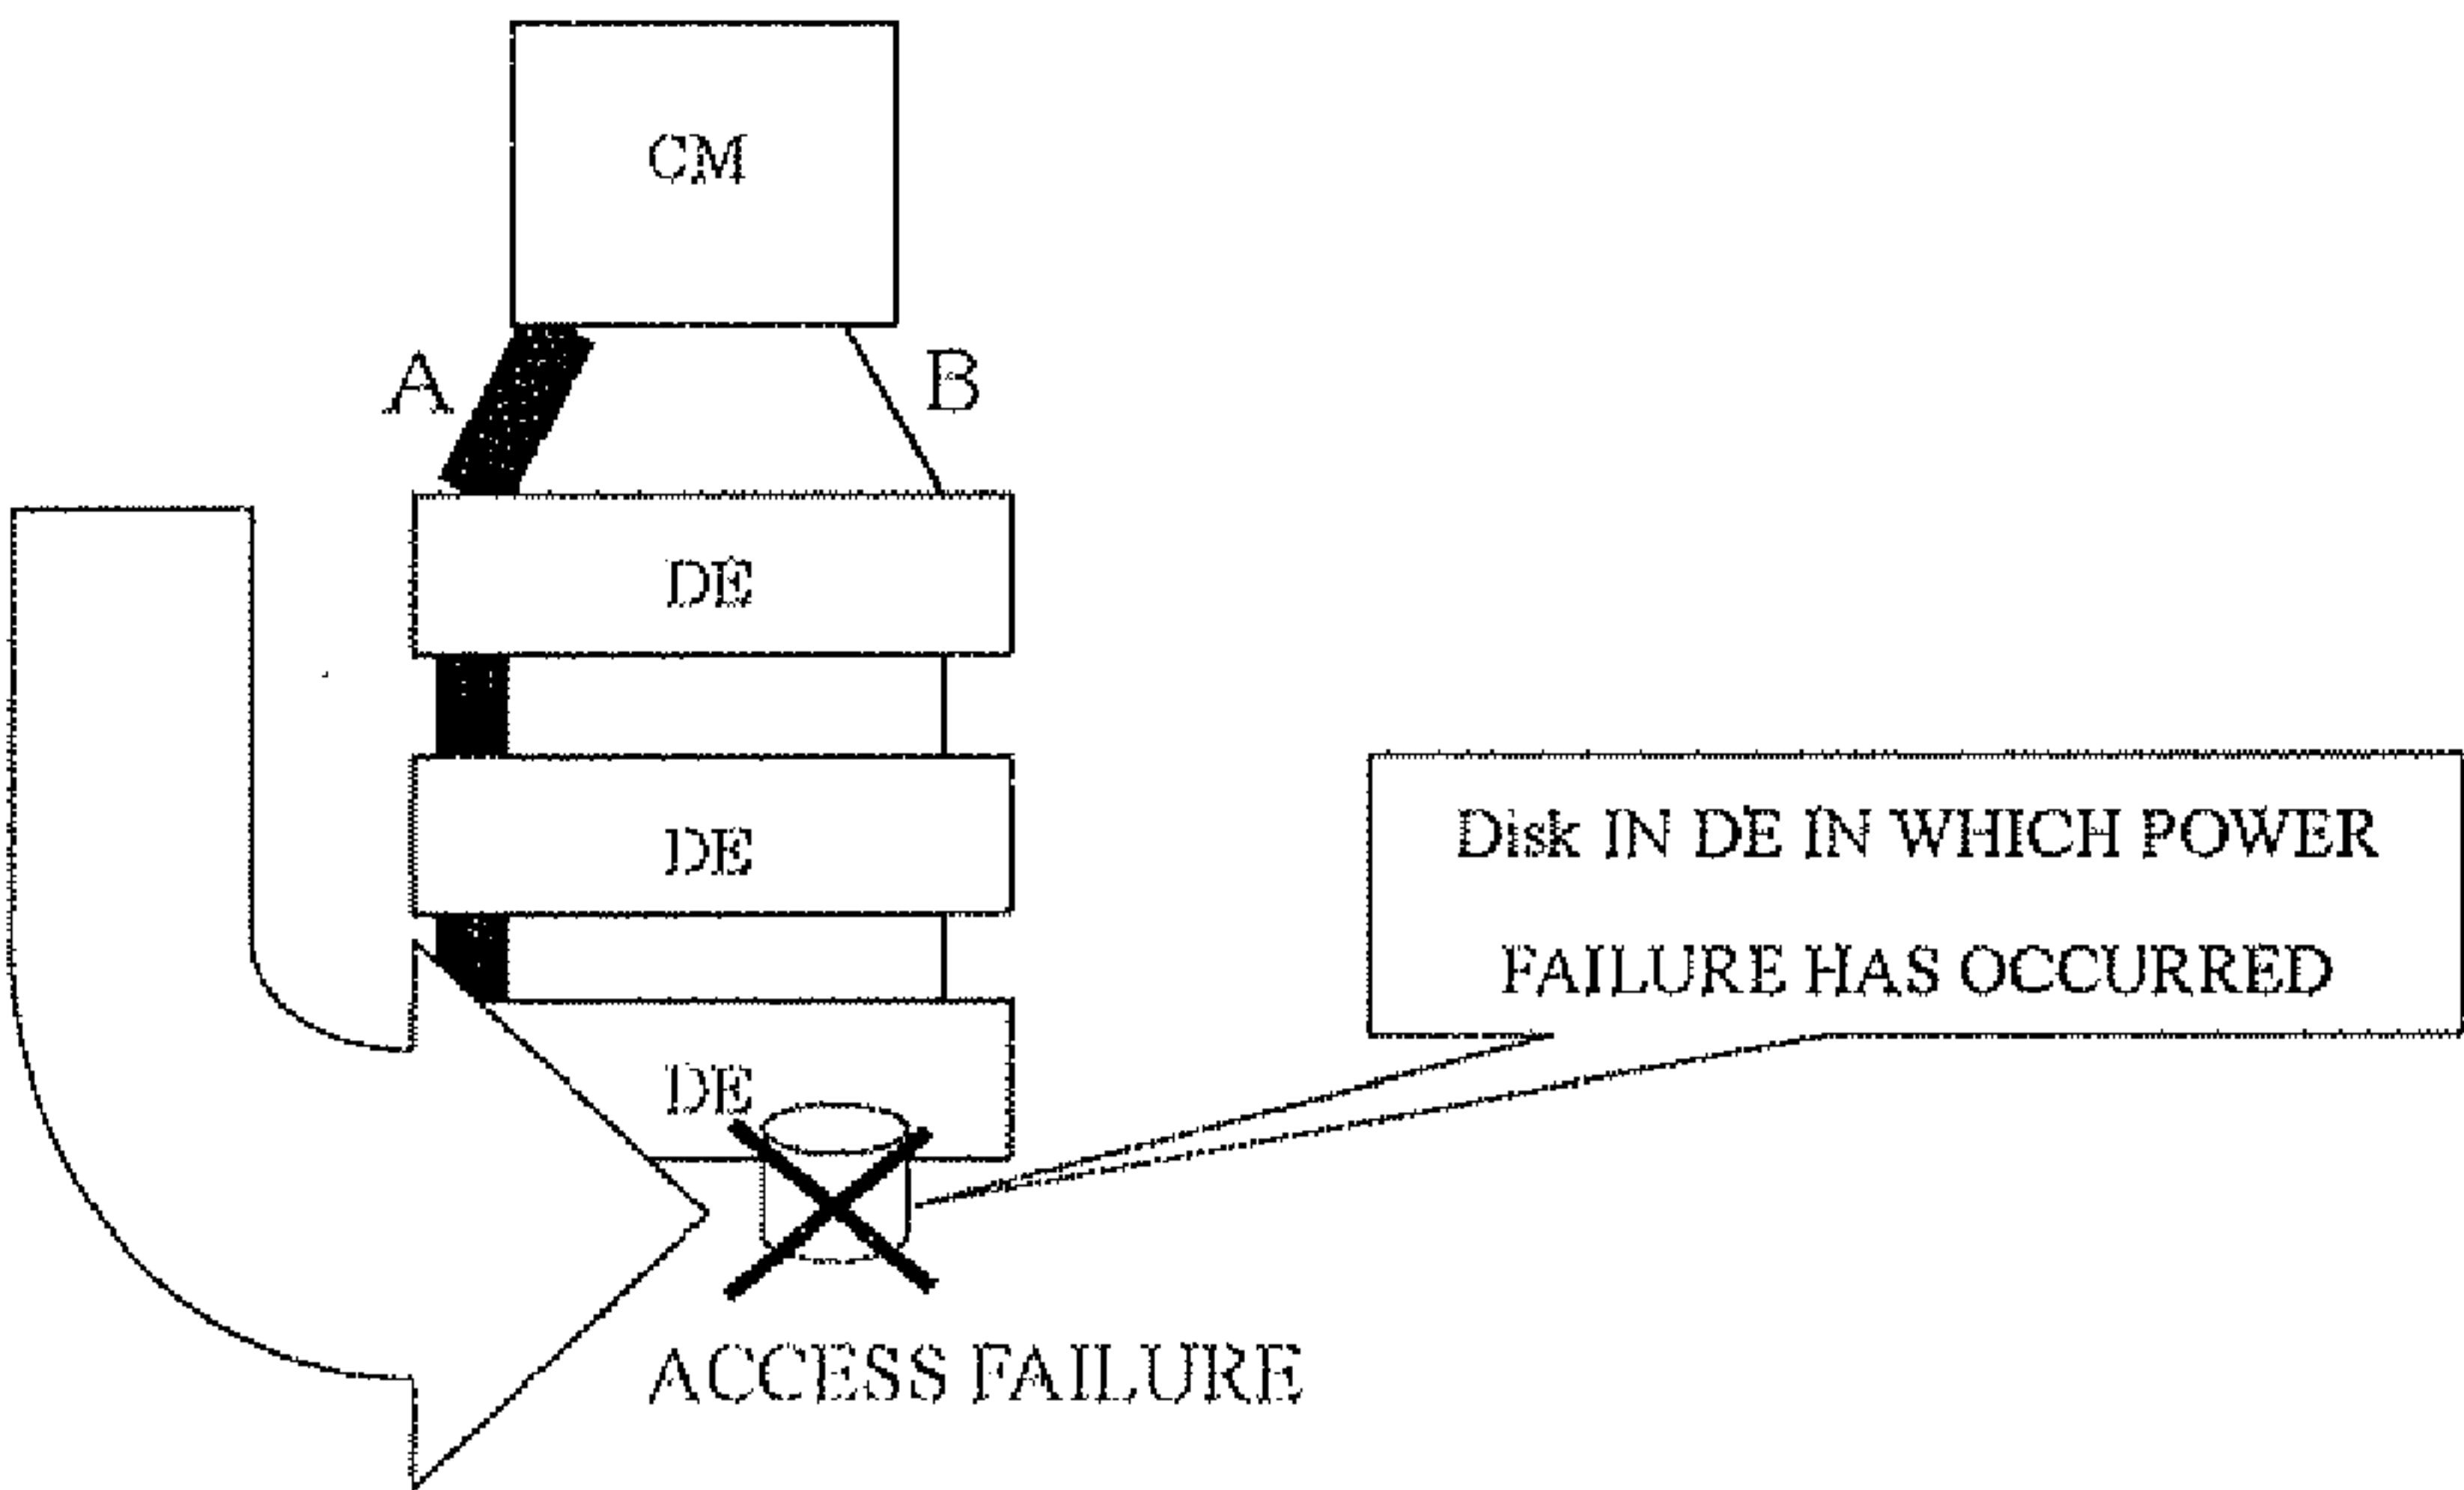 CM
A
B
DE
DE
Disk IN DE IN WHICH POWER
FAILURE HAS OCCURRED
DE
ACCESS FAILURE